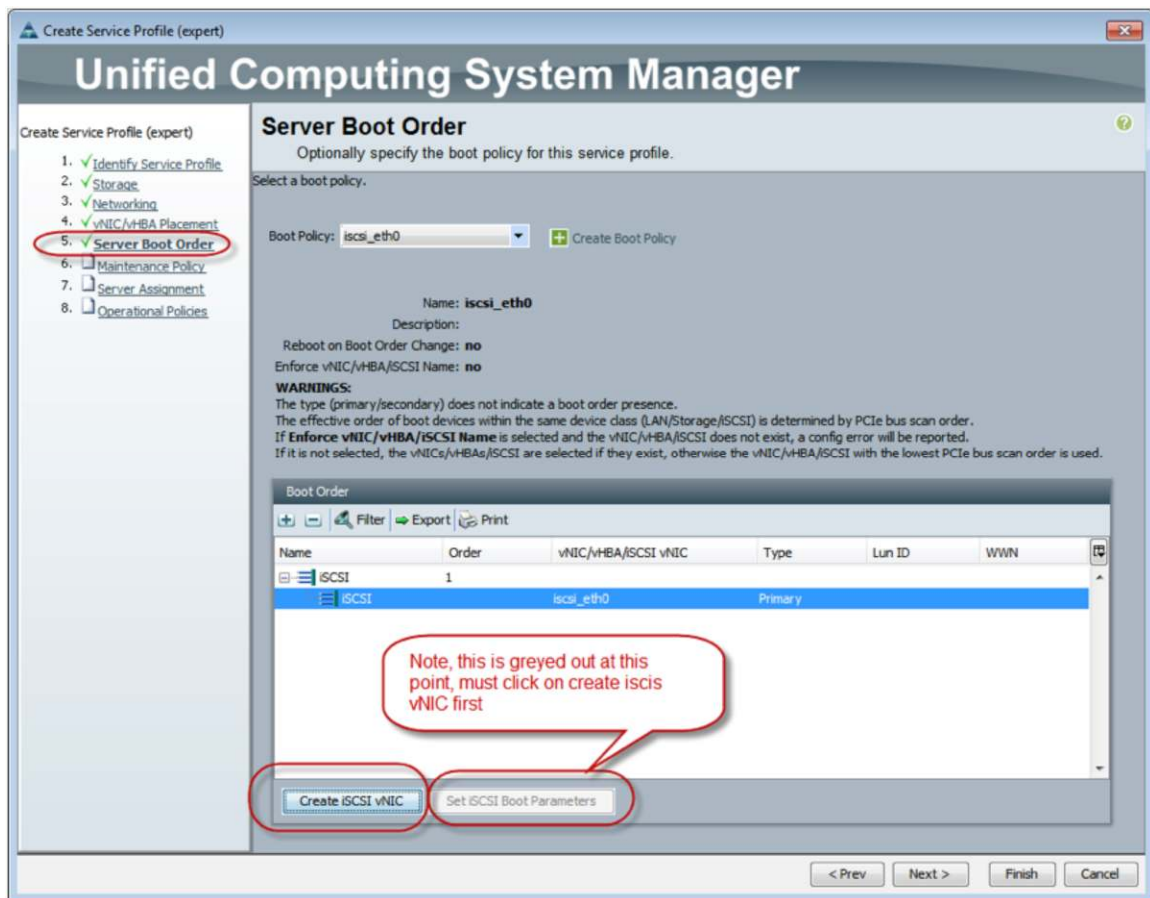 Create Service Profile (expert)
Unified Computing System Manager
Create Service Profile (expert)
1. Identify Service Profile
2. Storage
3. Networking
4. vNIC/vHBA Placement
5. Server Boot Order
6. Maintenance Policy
7. Server Assignment
8. Operational Policies
Server Boot Order
Optionally specify the boot policy for this service profile.
Select a boot policy.
Boot Policy: iscsi_eth0
Create Boot Policy
Name: iscsi_eth0
Description:
Reboot on Boot Order Change: no
Enforce vNIC/vHBA/iSCSI Name: no
WARNINGS:
The type (primary/secondary) does not indicate a boot order presence.
The effective order of boot devices within the same device class (LAN/Storage/iSCSI) is determined by PCIe bus scan order.
If Enforce vNIC/vHBA/iSCSI Name is selected and the vNIC/vHBA/iSCSI does not exist, a config error will be reported.
If it is not selected, the vNICs/vHBAs/iSCSI are selected if they exist, otherwise the vNIC/vHBA/iSCSI with the lowest PCIe bus scan order is used.
Boot Order
Filter Export Print
Name Order vNIC/vHBA/iSCSI vNIC Type Lun ID WWN
iSCSI 1
iSCSI iscsi_eth0 Primary
Note, this is greyed out at this
point, must click on create iscis
vNIC first
Create iSCSI vNIC Set iSCSI Boot Parameters
< Prev Next > Finish Cancel